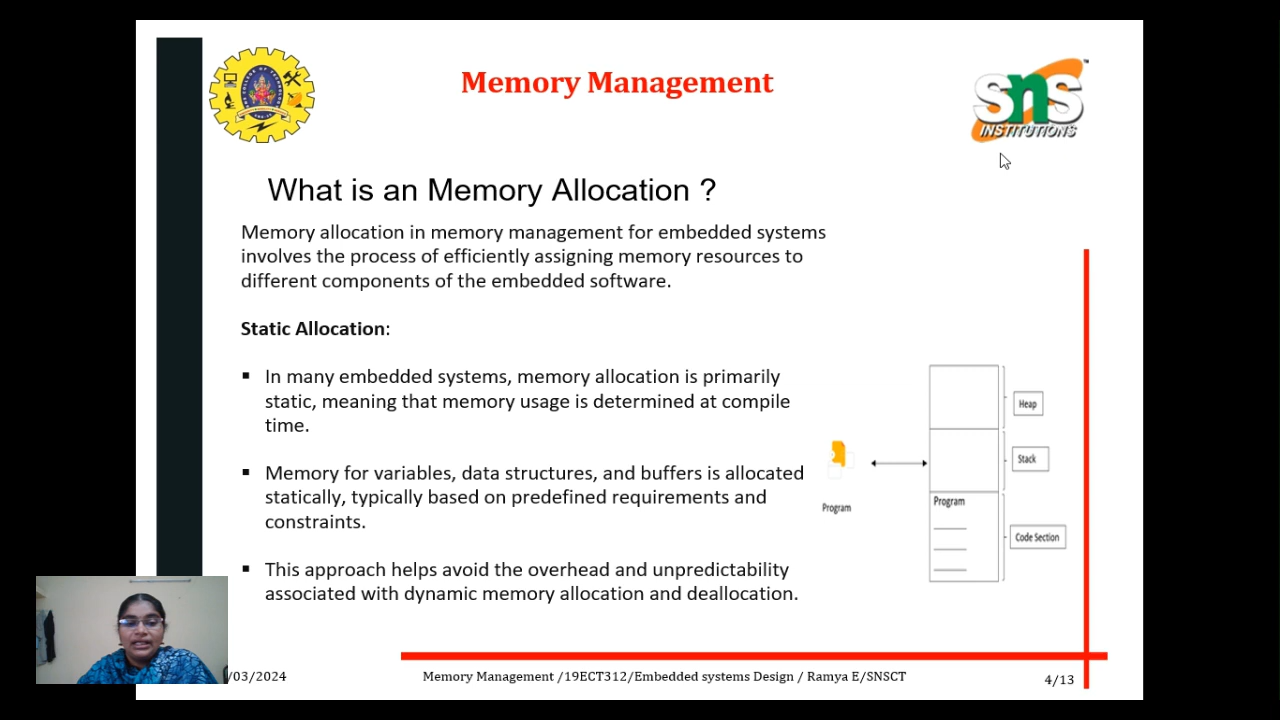 Memory Management
SNS
INSTITUTIONS
What is an Memory Allocation ?
Memory allocation in memory management for embedded systems
involves the process of efficiently assigning memory resources to
different components of the embedded software.
Static Allocation:
▪ In many embedded systems, memory allocation is primarily
static, meaning that memory usage is determined at compile
time.
▪ Memory for variables, data structures, and buffers is allocated
statically, typically based on predefined requirements and
constraints.
▪ This approach helps avoid the overhead and unpredictability
associated with dynamic memory allocation and deallocation.
Heap
Stack
Program
Program
Code Section
/03/2024
Memory Management /19ECT312/Embedded systems Design / Ramya E/SNSCT
4/13